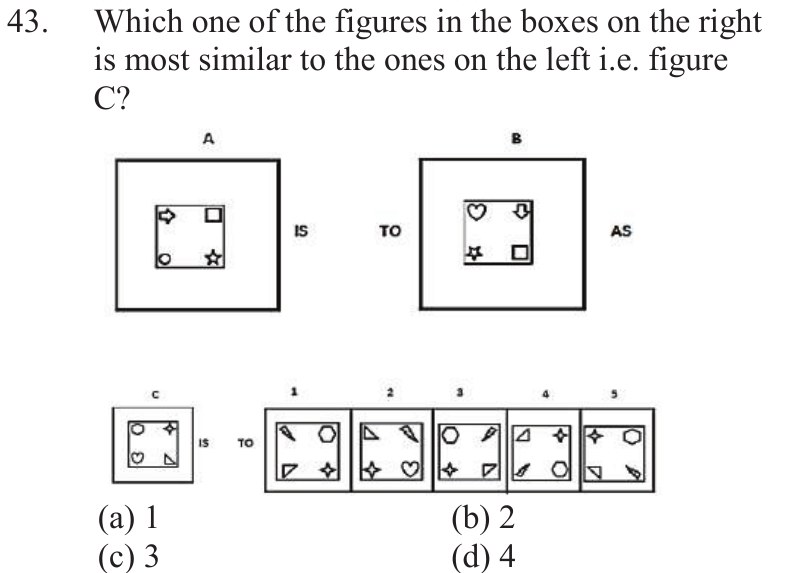 43. Which one of the figures in the boxes on the right
is most similar to the ones on the left i.e. figure
C?
A B
IS TO AS
C 1 2 3 4 5
IS TO
(a) 1 (b) 2
(c) 3 (d) 4